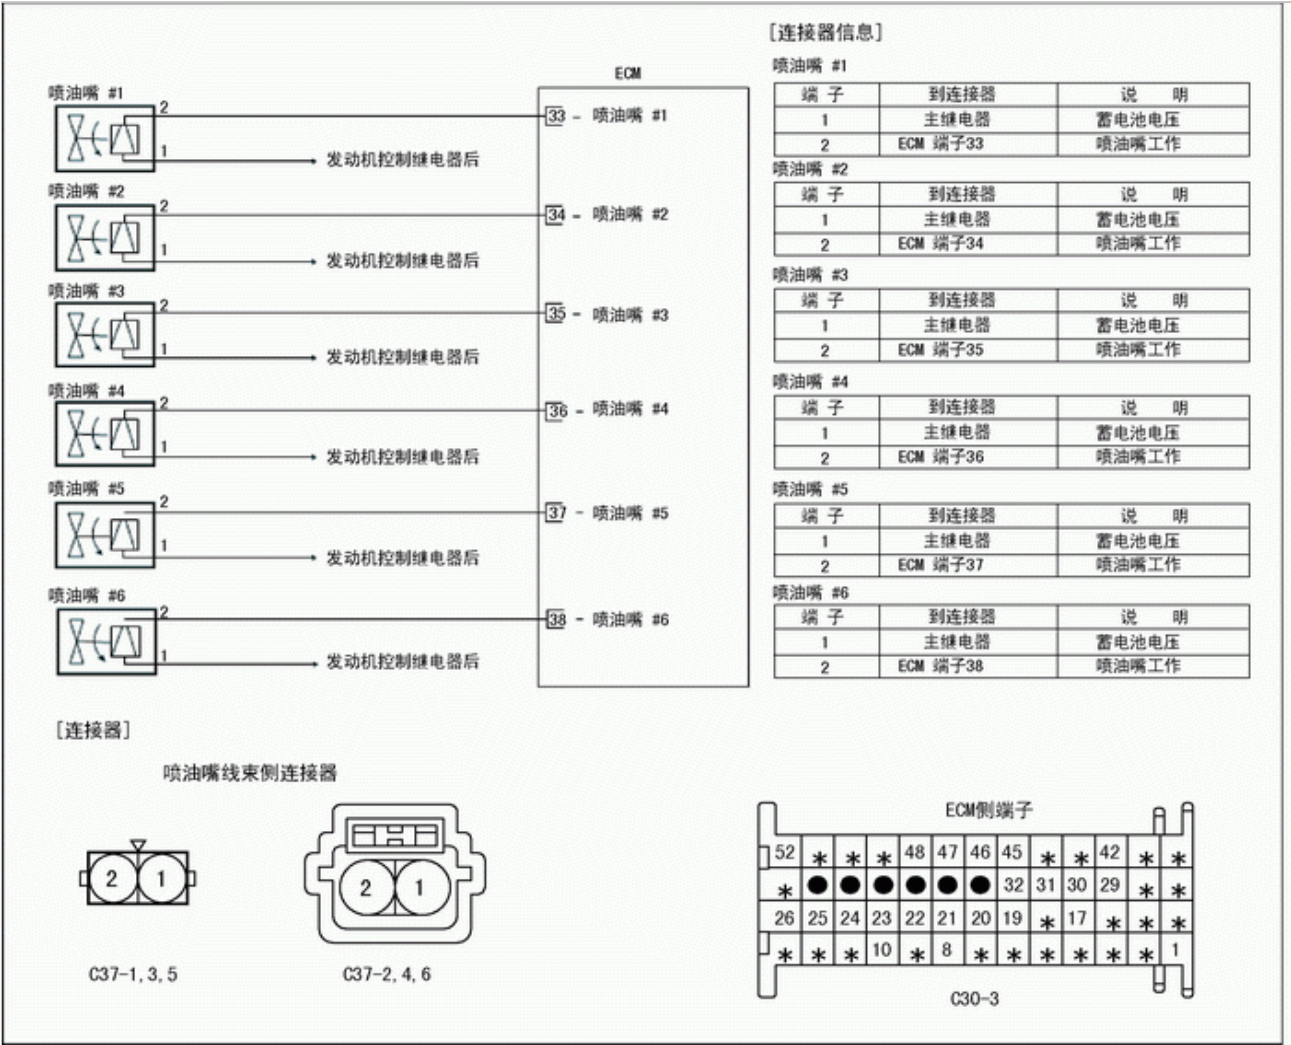 [连接器信息]
ECM
喷油嘴 #1
2
33 - 喷油嘴 #1
1
发动机控制继电器后
喷油嘴 #2
2
34 - 喷油嘴 #2
1
发动机控制继电器后
喷油嘴 #3
2
35 - 喷油嘴 #3
1
发动机控制继电器后
喷油嘴 #4
2
36 - 喷油嘴 #4
1
发动机控制继电器后
喷油嘴 #5
2
37 - 喷油嘴 #5
1
发动机控制继电器后
喷油嘴 #6
2
38 - 喷油嘴 #6
1
发动机控制继电器后
喷油嘴 #1
端 子 到连接器 说 明
1 主继电器 蓄电池电压
2 ECM 端子33 喷油嘴工作
喷油嘴 #2
端 子 到连接器 说 明
1 主继电器 蓄电池电压
2 ECM 端子34 喷油嘴工作
喷油嘴 #3
端 子 到连接器 说 明
1 主继电器 蓄电池电压
2 ECM 端子35 喷油嘴工作
喷油嘴 #4
端 子 到连接器 说 明
1 主继电器 蓄电池电压
2 ECM 端子36 喷油嘴工作
喷油嘴 #5
端 子 到连接器 说 明
1 主继电器 蓄电池电压
2 ECM 端子37 喷油嘴工作
喷油嘴 #6
端 子 到连接器 说 明
1 主继电器 蓄电池电压
2 ECM 端子38 喷油嘴工作
[连接器]
喷油嘴线束侧连接器
2 1
C37-1,3,5
2 1
C37-2,4,6
ECM侧端子
52 * * * 48 47 46 45 * * 42 * *
* ● ● ● ● ● ● 32 31 30 29 * *
26 25 24 23 22 21 20 19 * 17 * * *
* * * 10 * 8 * * * * * * 1
C30-3